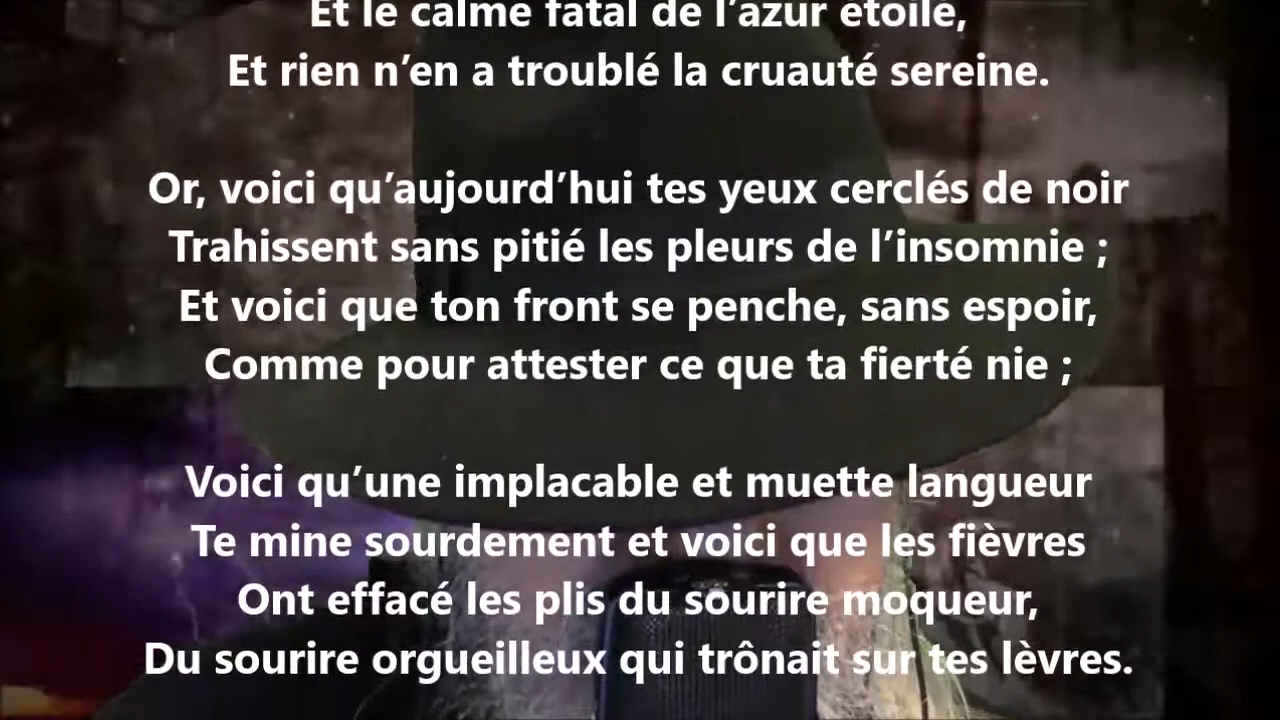 Et le calme fatal de l’azur étoilé,
Et rien n’en a troublé la cruauté sereine.
Or, voici qu’aujourd’hui tes yeux cerclés de noir
Trahissent sans pitié les pleurs de l’insomnie ;
Et voici que ton front se penche, sans espoir,
Comme pour attester ce que ta fierté nie ;
Voici qu’une implacable et muette langueur
Te mine sourdement et voici que les fièvres
Ont effacé les plis du sourire moqueur,
Du sourire orgueilleux qui trônait sur tes lèvres.